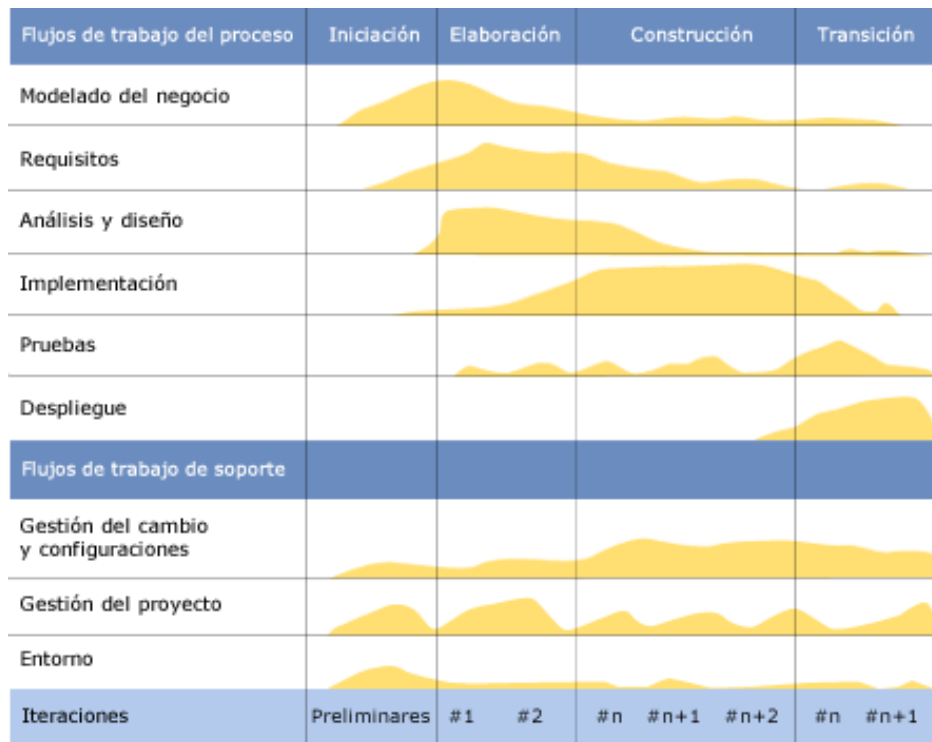 Flujos de trabajo del proceso Iniciación Elaboración Construcción Transición
Modelado del negocio
Requisitos
Análisis y diseño
Implementación
Pruebas
Despliegue
Flujos de trabajo de soporte
Gestión del cambio
y configuraciones
Gestión del proyecto
Entorno
Iteraciones Preliminares #1 #2 #n #n+1 #n+2 #n #n+1